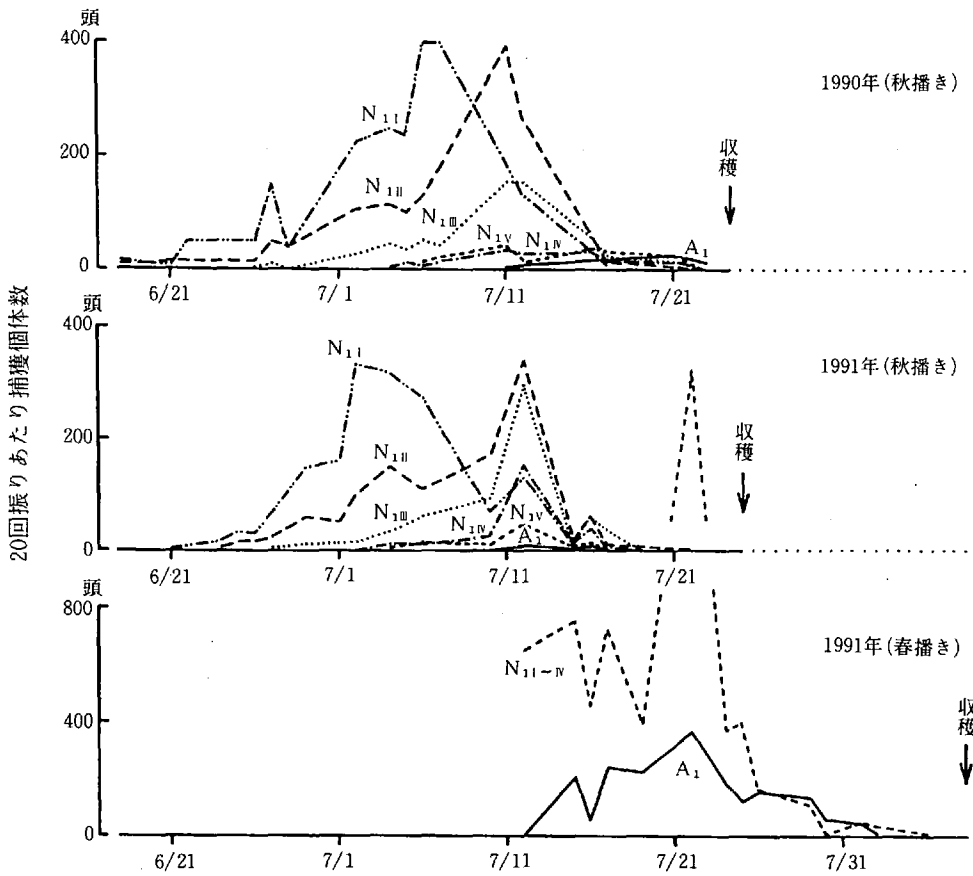 頭
400
200
0
N₁Ⅰ
N₁Ⅱ
N₁Ⅲ
N₁Ⅴ
N₁Ⅳ
A₁
1990年(秋播き)
収穫
6/21
7/1
7/11
7/21
20回振りあたり捕獲個体数
頭
400
200
0
N₁Ⅰ
N₁Ⅱ
N₁Ⅲ
N₁Ⅳ
N₁Ⅴ
A₁
1991年(秋播き)
収穫
6/21
7/1
7/11
7/21
頭
800
400
0
N₁Ⅰ~Ⅳ
A₁
1991年(春播き)
収穫
6/21
7/1
7/11
7/21
7/31